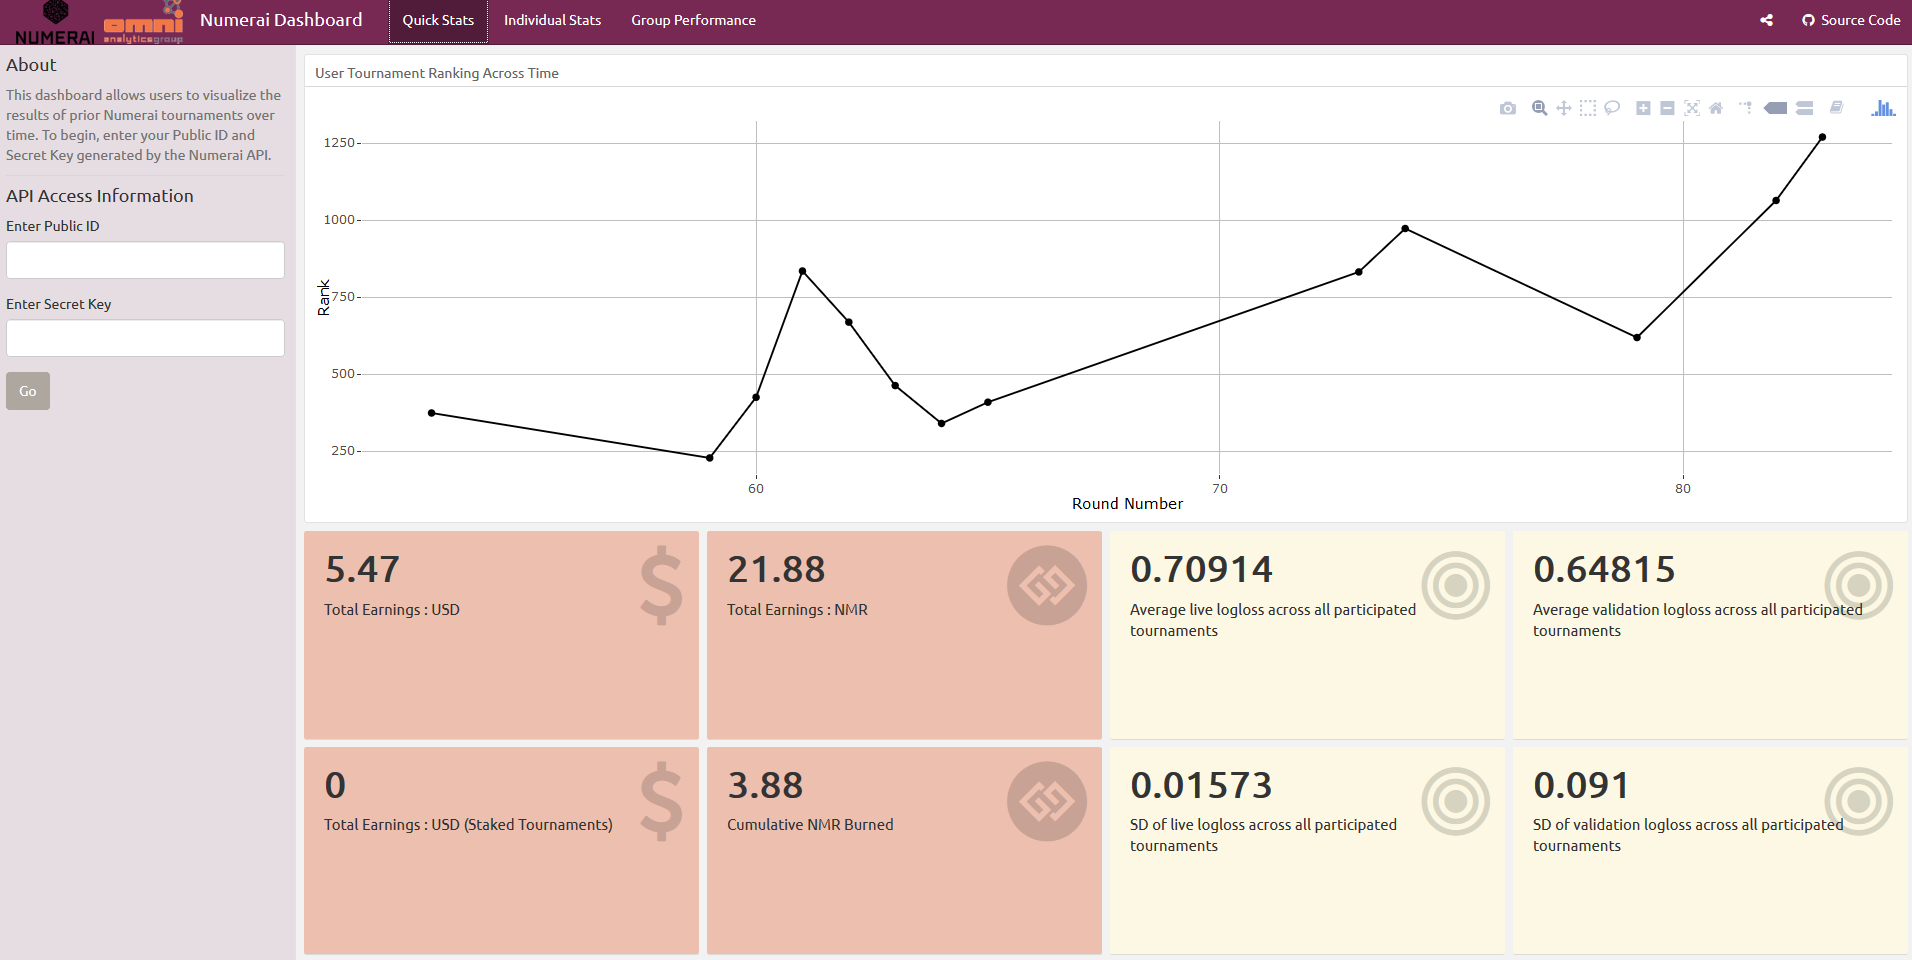 NUMERAI
omni
analyticsgroup
Numerai Dashboard
Quick Stats
Individual Stats
Group Performance
Source Code
About
This dashboard allows users to visualize the
results of prior Numerai tournaments over
time. To begin, enter your Public ID and
Secret Key generated by the Numerai API.
API Access Information
Enter Public ID
Enter Secret Key
Go
User Tournament Ranking Across Time
1250
1000
750
500
250
Rank
60
70
80
Round Number
5.47
Total Earnings : USD
21.88
Total Earnings : NMR
0.70914
Average live logloss across all participated
tournaments
0.64815
Average validation logloss across all participated
tournaments
0
Total Earnings : USD (Staked Tournaments)
3.88
Cumulative NMR Burned
0.01573
SD of live logloss across all participated
tournaments
0.091
SD of validation logloss across all participated
tournaments